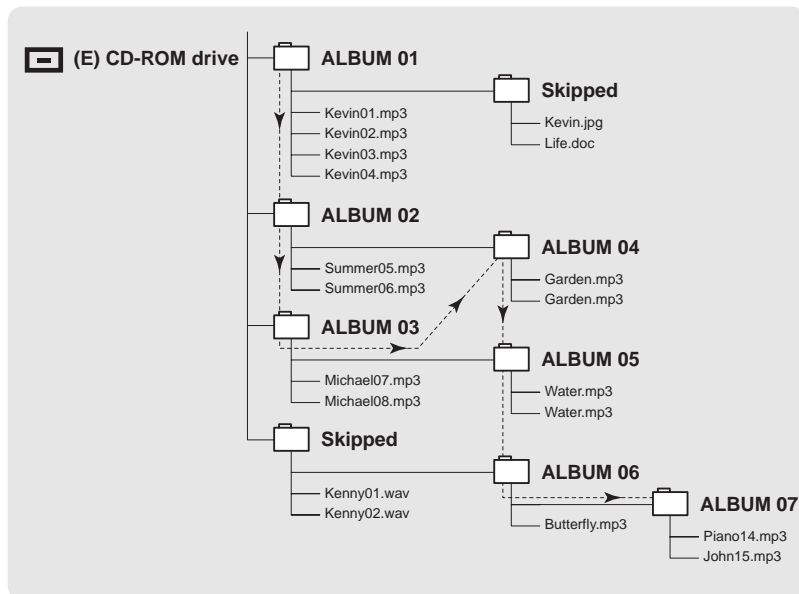 (E) CD-ROM drive
ALBUM 01
Kevin01.mp3
Kevin02.mp3
Kevin03.mp3
Kevin04.mp3
Skipped
Kevin.jpg
Life.doc
ALBUM 02
Summer05.mp3
Summer06.mp3
ALBUM 04
Garden.mp3
Garden.mp3
ALBUM 03
Michael07.mp3
Michael08.mp3
ALBUM 05
Water.mp3
Water.mp3
Skipped
Kenny01.wav
Kenny02.wav
ALBUM 06
Butterfly.mp3
ALBUM 07
Piano14.mp3
John15.mp3